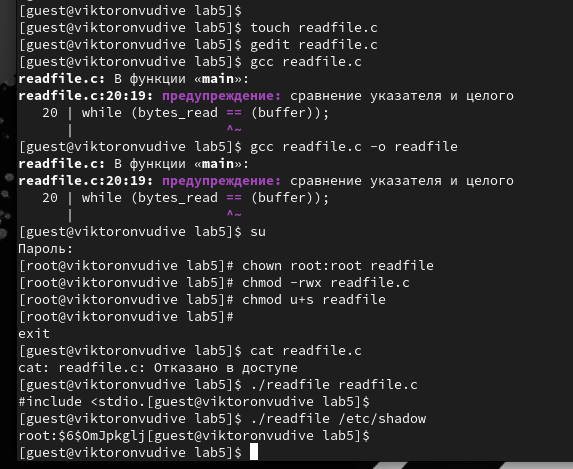 [guest@viktoronvudive lab5]$
[guest@viktoronvudive lab5]$ touch readfile.c
[guest@viktoronvudive lab5]$ gedit readfile.c
[guest@viktoronvudive lab5]$ gcc readfile.c
readfile.c: В функции «main»:
readfile.c:20:19: предупреждение: сравнение указателя и целого
   20 | while (bytes_read == (buffer));
      |                   ^~
[guest@viktoronvudive lab5]$ gcc readfile.c -o readfile
readfile.c: В функции «main»:
readfile.c:20:19: предупреждение: сравнение указателя и целого
   20 | while (bytes_read == (buffer));
      |                   ^~
[guest@viktoronvudive lab5]$ su
Пароль:
[root@viktoronvudive lab5]# chown root:root readfile
[root@viktoronvudive lab5]# chmod -rwx readfile.c
[root@viktoronvudive lab5]# chmod u+s readfile
[root@viktoronvudive lab5]#
exit
[guest@viktoronvudive lab5]$ cat readfile.c
cat: readfile.c: Отказано в доступе
[guest@viktoronvudive lab5]$ ./readfile readfile.c
#include <stdio.[guest@viktoronvudive lab5]$
[guest@viktoronvudive lab5]$ ./readfile /etc/shadow
root:$6$OmJpkglj[guest@viktoronvudive lab5]$
[guest@viktoronvudive lab5]$